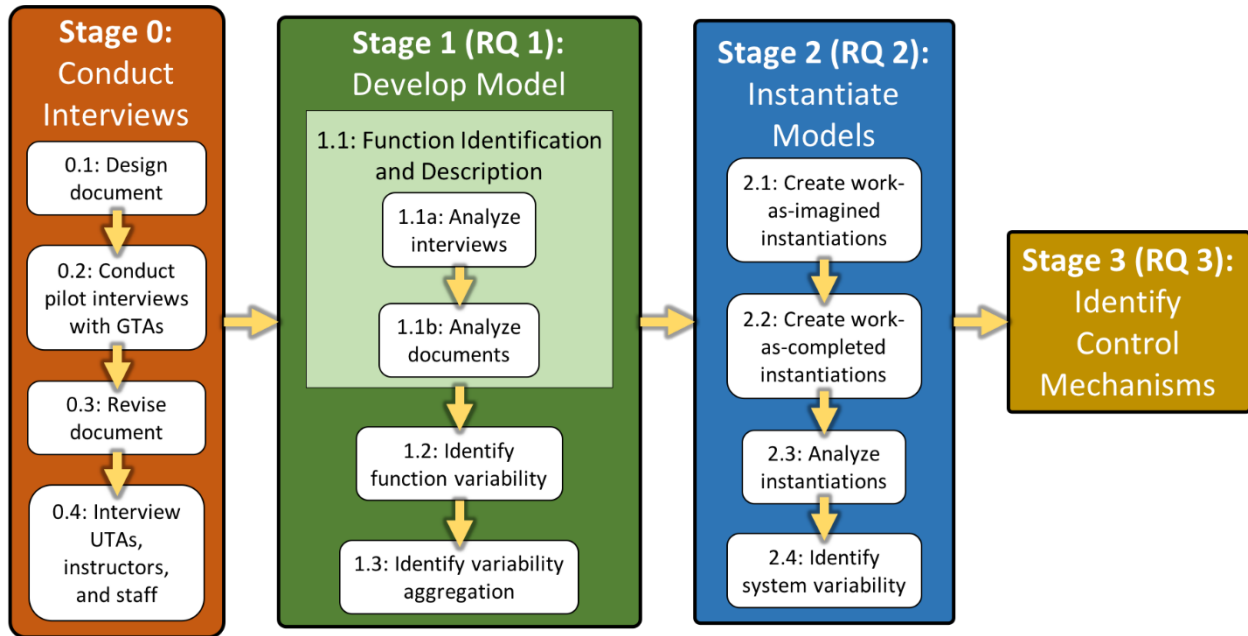 Stage 0:
Conduct
Interviews
0.1: Design
document
0.2: Conduct
pilot interviews
with GTAs
0.3: Revise
document
0.4: Interview
UTAs,
instructors,
and staff
Stage 1 (RQ 1):
Develop Model
1.1: Function Identification
and Description
1.1a: Analyze
interviews
1.1b: Analyze
documents
1.2: Identify
function variability
1.3: Identify variability
aggregation
Stage 2 (RQ 2):
Instantiate
Models
2.1: Create work-
as-imagined
instantiations
2.2: Create work-
as-completed
instantiations
2.3: Analyze
instantiations
2.4: Identify
system variability
Stage 3 (RQ 3):
Identify
Control
Mechanisms